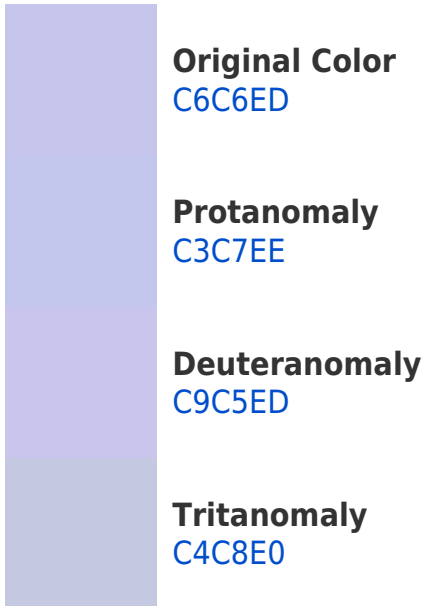 Original Color
C6C6ED
Protanomaly
C3C7EE
Deuteranomaly
C9C5ED
Tritanomaly
C4C8E0